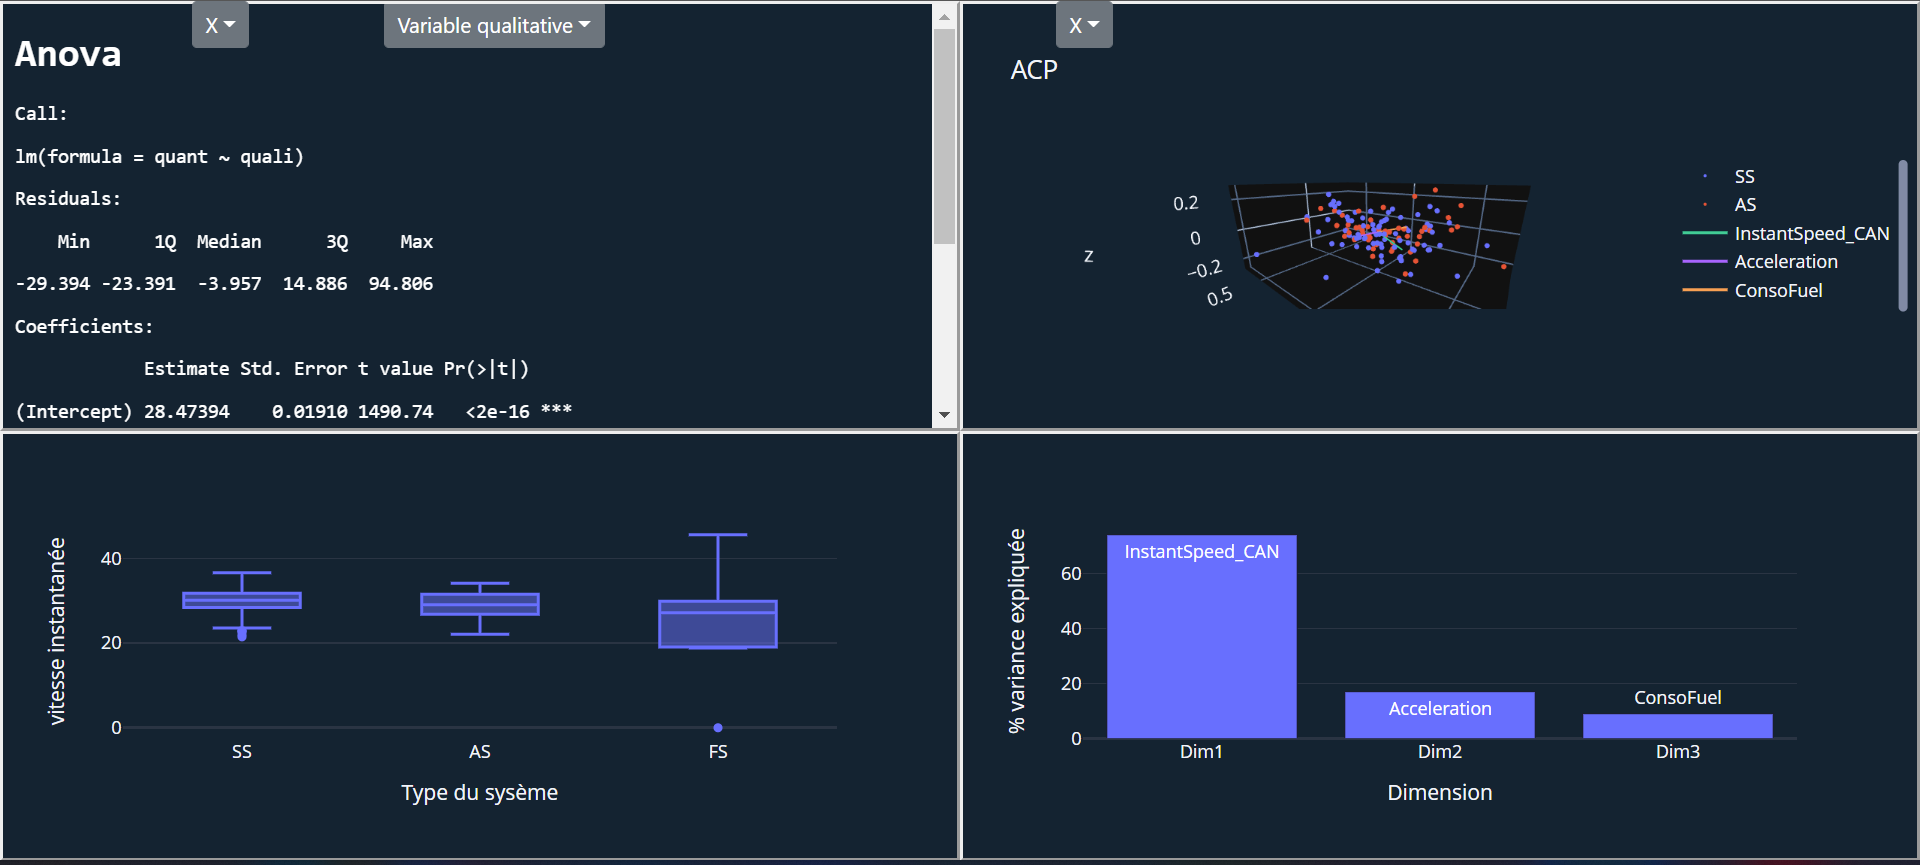 X
Variable qualitative
Anova
Call:
lm(formula = quant ~ quali)
Residuals:
Min 1Q Median 3Q Max
-29.394 -23.391 -3.957 14.886 94.806
Coefficients:
Estimate Std. Error t value Pr(>|t|)
(Intercept) 28.47394 0.01910 1490.74 <2e-16 ***
X
ACP
z
0.2
0
−0.2
0.5
SS
AS
InstantSpeed_CAN
Acceleration
ConsoFuel
vitesse instantanée
40
20
0
SS AS FS
Type du sysème
% variance expliquée
60
40
20
0
InstantSpeed_CAN
Acceleration
ConsoFuel
Dim1 Dim2 Dim3
Dimension